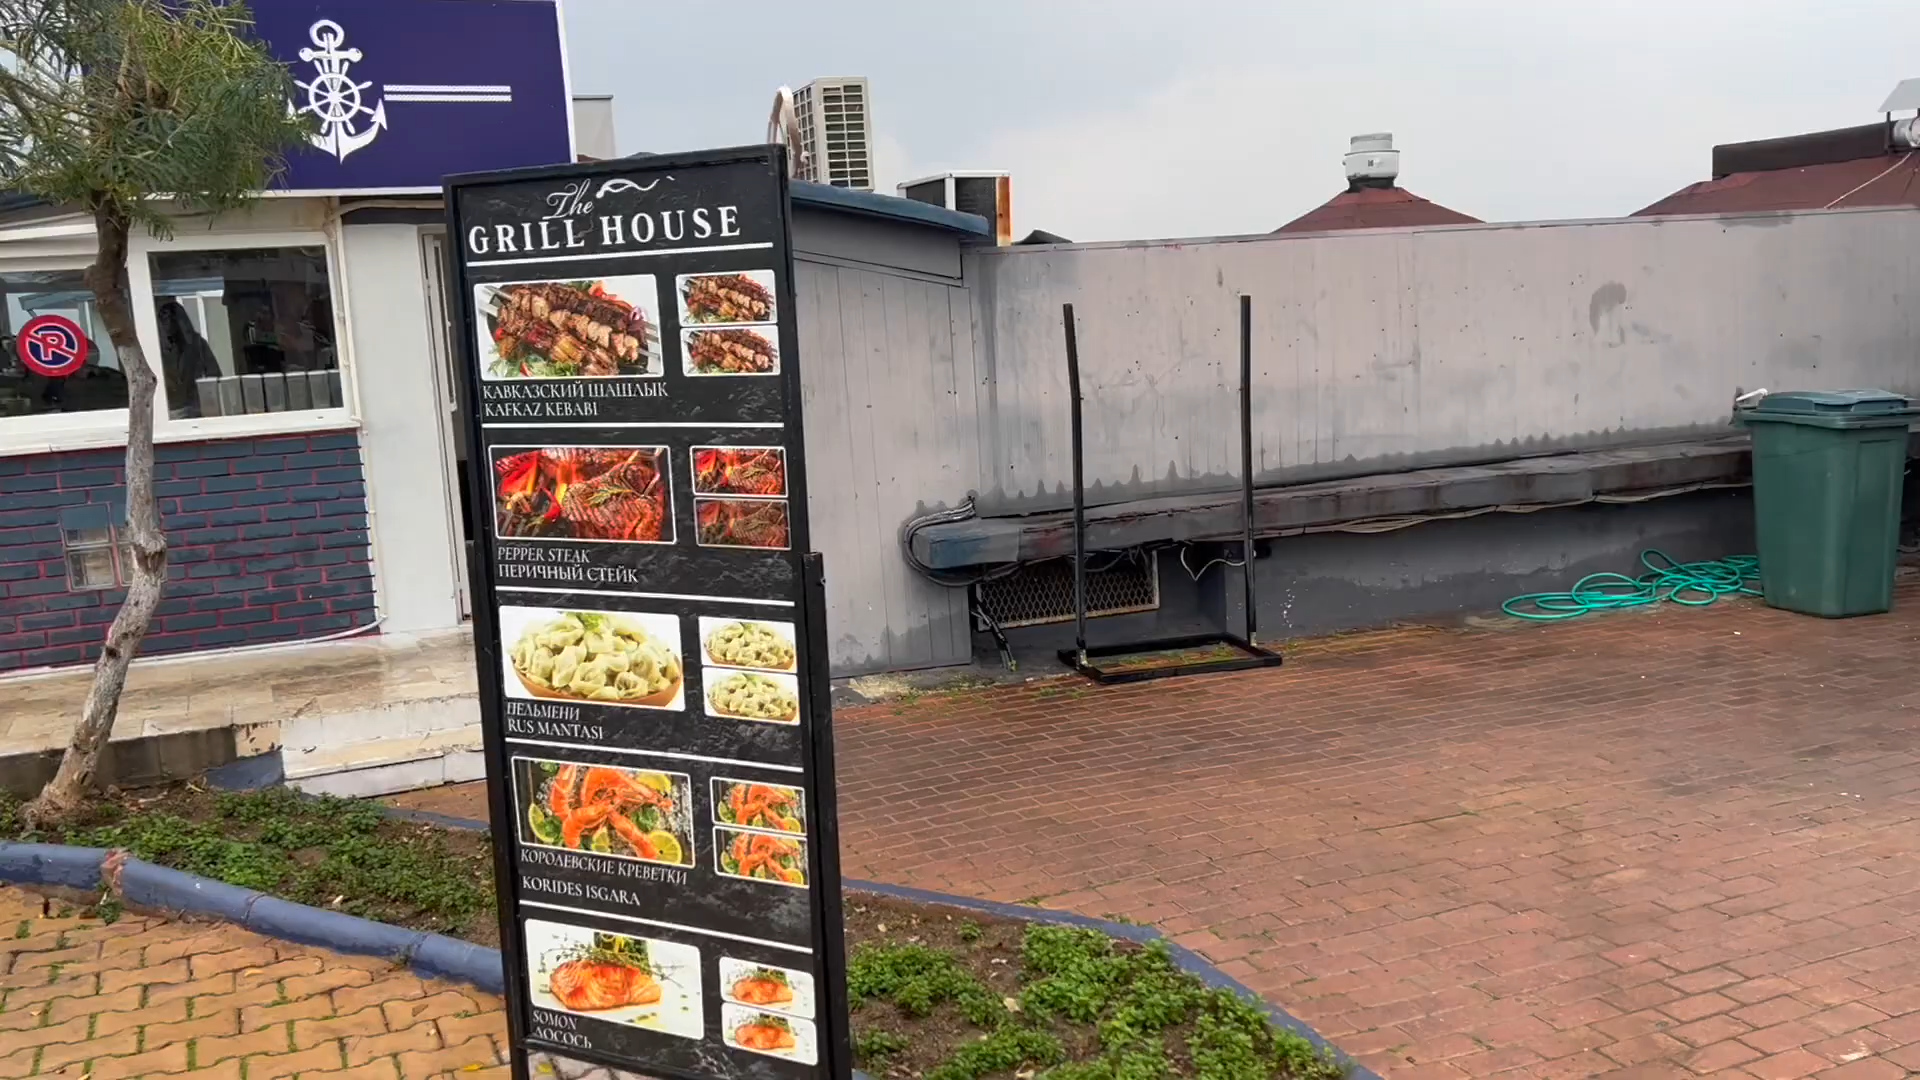 The
GRILL HOUSE
КАВКАЗСКИЙ ШАШЛЫК
KAFKAZ KEBABI
PEPPER STEAK
ПЕРИЧНЫЙ СТЕЙК
ПЕЛЬМЕНИ
RUS MANTASI
КОРОЛЕВСКИЕ КРЕВЕТКИ
KORIDES ISGARA
SOMON
ЛОСОСЬ